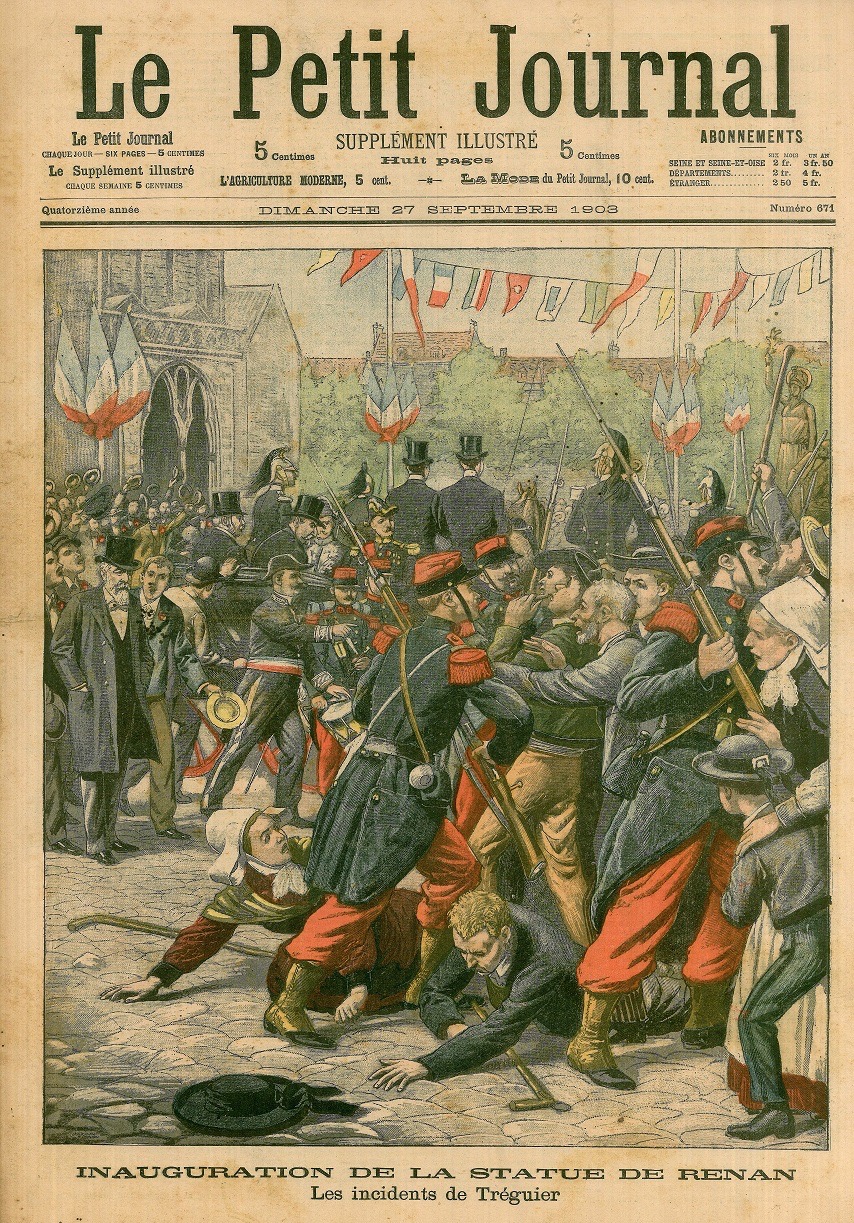 Le Petit Journal
Le Petit Journal
CHAQUE JOUR — SIX PAGES — 5 CENTIMES
Le Supplément illustré
CHAQUE SEMAINE 5 CENTIMES
5 Centimes
SUPPLÉMENT ILLUSTRÉ
Huit pages
5 Centimes
L'AGRICULTURE MODERNE, 5 cent. —¤— LA MODE du Petit Journal, 10 cent.
ABONNEMENTS
SIX MOIS UN AN
SEINE ET SEINE-ET-OISE 2 fr. 3 fr. 50
DÉPARTEMENTS......... 2 fr. 4 fr.
ÉTRANGER............ 2 50 5 fr.
Quatorzième année
DIMANCHE 27 SEPTEMBRE 1903
Numéro 671
INAUGURATION DE LA STATUE DE RENAN
Les incidents de Tréguier